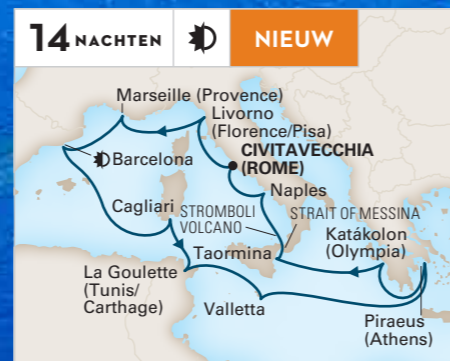 14 NACHTEN
NIEUW
Marseille (Provence)
Livorno
(Florence/Pisa)
CIVITAVECCHIA
(ROME)
Barcelona
Naples
Cagliari
STROMBOLI
VOLCANO
STRAIT OF MESSINA
Katákolon
(Olympia)
Taormina
La Goulette
(Tunis/
Carthage)
Valletta
Piraeus
(Athens)